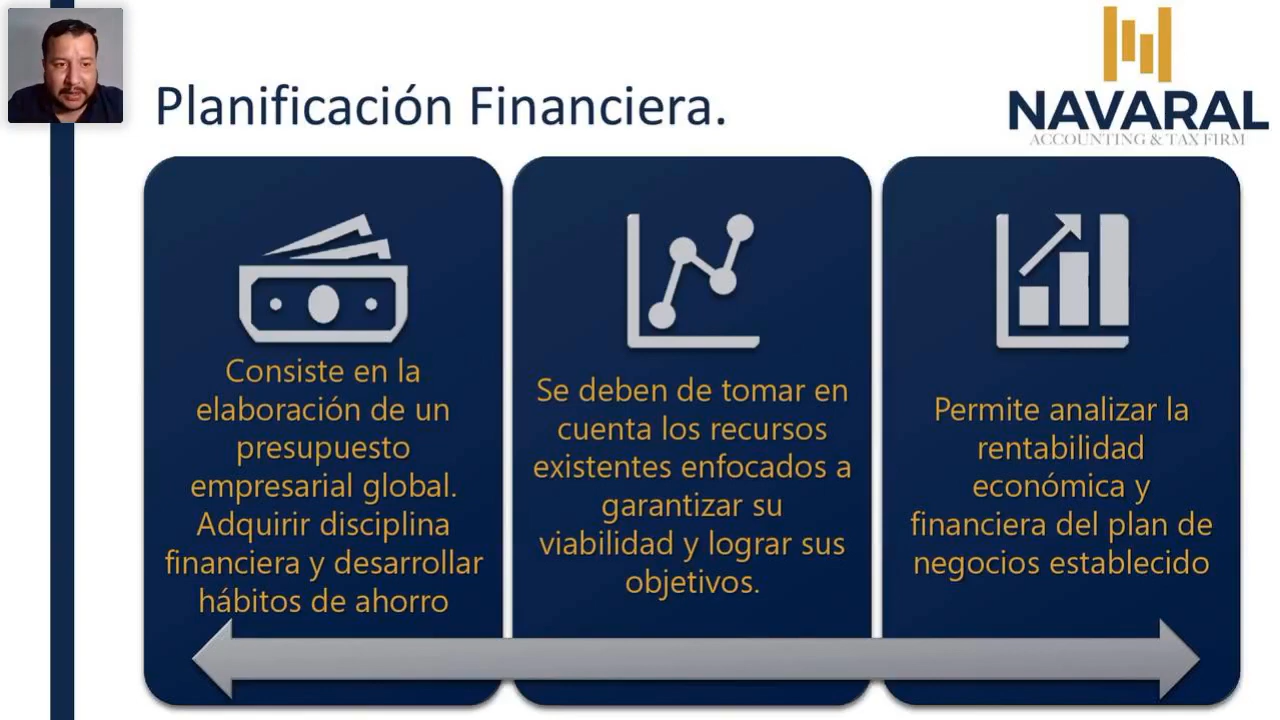 Planificación Financiera.
NAVARAL
ACCOUNTING & TAX FIRM
Consiste en la
elaboración de un
presupuesto
empresarial global.
Adquirir disciplina
financiera y desarrollar
hábitos de ahorro
Se deben de tomar en
cuenta los recursos
existentes enfocados a
garantizar su
viabilidad y lograr sus
objetivos.
Permite analizar la
rentabilidad
económica y
financiera del plan de
negocios establecido